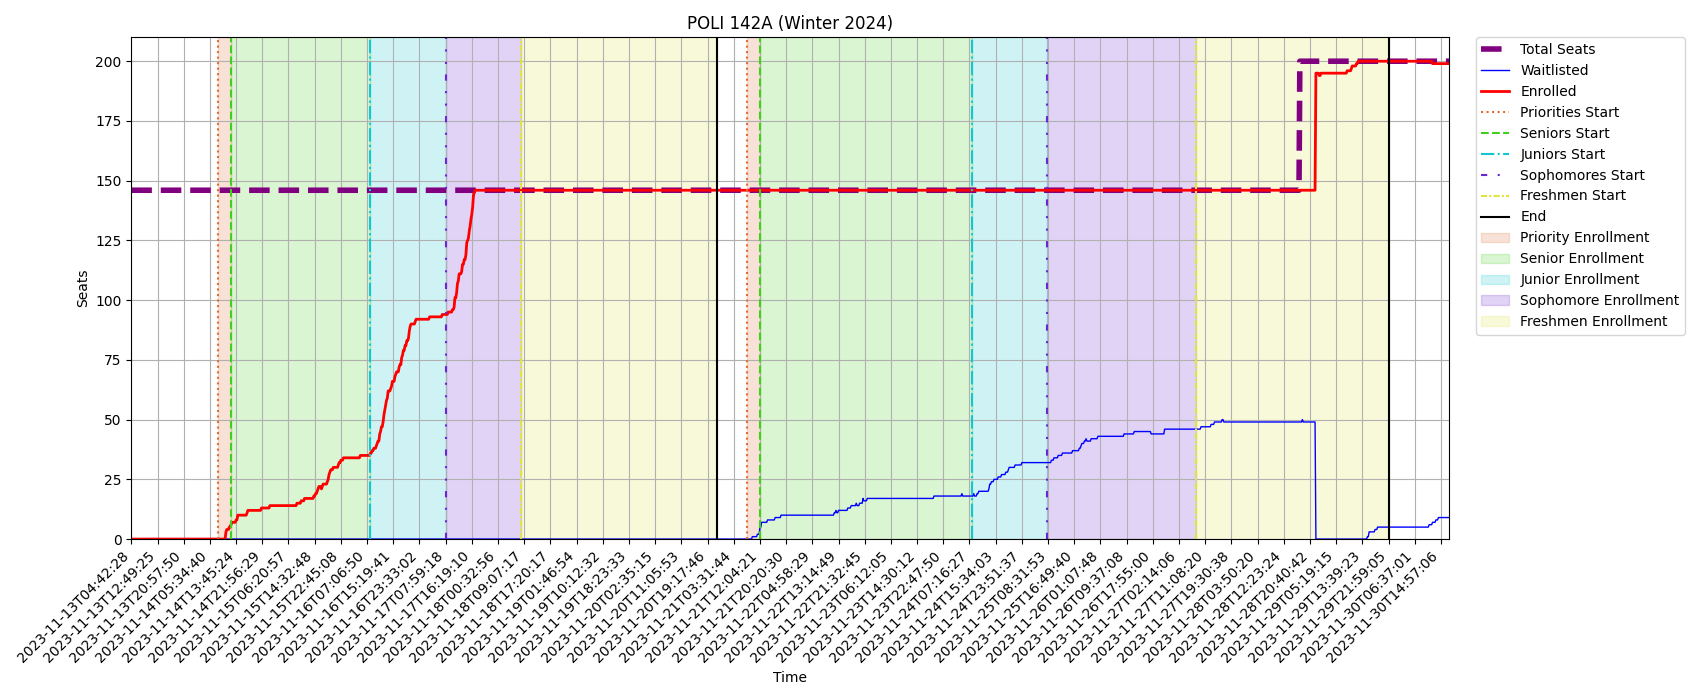 POLI 142A (Winter 2024)
Seats
200
175
150
125
100
75
50
25
0
2023-11-13T04:42:28
2023-11-13T12:49:25
2023-11-13T20:57:50
2023-11-14T05:34:40
2023-11-14T13:45:24
2023-11-14T21:56:29
2023-11-15T06:20:57
2023-11-15T14:32:48
2023-11-15T22:45:08
2023-11-16T07:06:50
2023-11-16T15:19:41
2023-11-16T23:33:02
2023-11-17T07:59:18
2023-11-17T16:19:10
2023-11-18T00:32:56
2023-11-18T09:07:17
2023-11-18T17:20:17
2023-11-19T01:46:54
2023-11-19T10:12:32
2023-11-19T18:23:33
2023-11-20T02:35:15
2023-11-20T11:05:53
2023-11-20T19:17:46
2023-11-21T03:31:44
2023-11-21T12:04:21
2023-11-21T20:20:30
2023-11-22T04:58:29
2023-11-22T13:14:49
2023-11-22T21:32:45
2023-11-23T06:12:05
2023-11-23T14:30:12
2023-11-23T22:47:50
2023-11-24T07:16:27
2023-11-24T15:34:03
2023-11-24T23:51:37
2023-11-25T08:31:53
2023-11-25T16:49:40
2023-11-26T01:07:48
2023-11-26T09:37:08
2023-11-26T17:55:00
2023-11-27T02:14:06
2023-11-27T11:08:20
2023-11-27T19:30:38
2023-11-28T03:50:20
2023-11-28T12:23:24
2023-11-28T20:40:42
2023-11-29T05:19:15
2023-11-29T13:39:23
2023-11-29T21:59:05
2023-11-30T06:37:01
2023-11-30T14:57:06
Time
Total Seats
Waitlisted
Enrolled
Priorities Start
Seniors Start
Juniors Start
Sophomores Start
Freshmen Start
End
Priority Enrollment
Senior Enrollment
Junior Enrollment
Sophomore Enrollment
Freshmen Enrollment